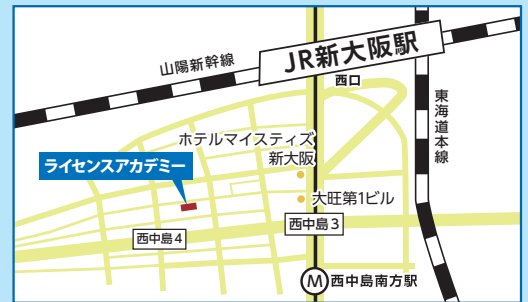 JR新大阪駅
山陽新幹線
西口
東海道本線
ホテルマイステイズ
新大阪
ライセンスアカデミー
大旺第1ビル
西中島3
西中島4
M 西中島南方駅